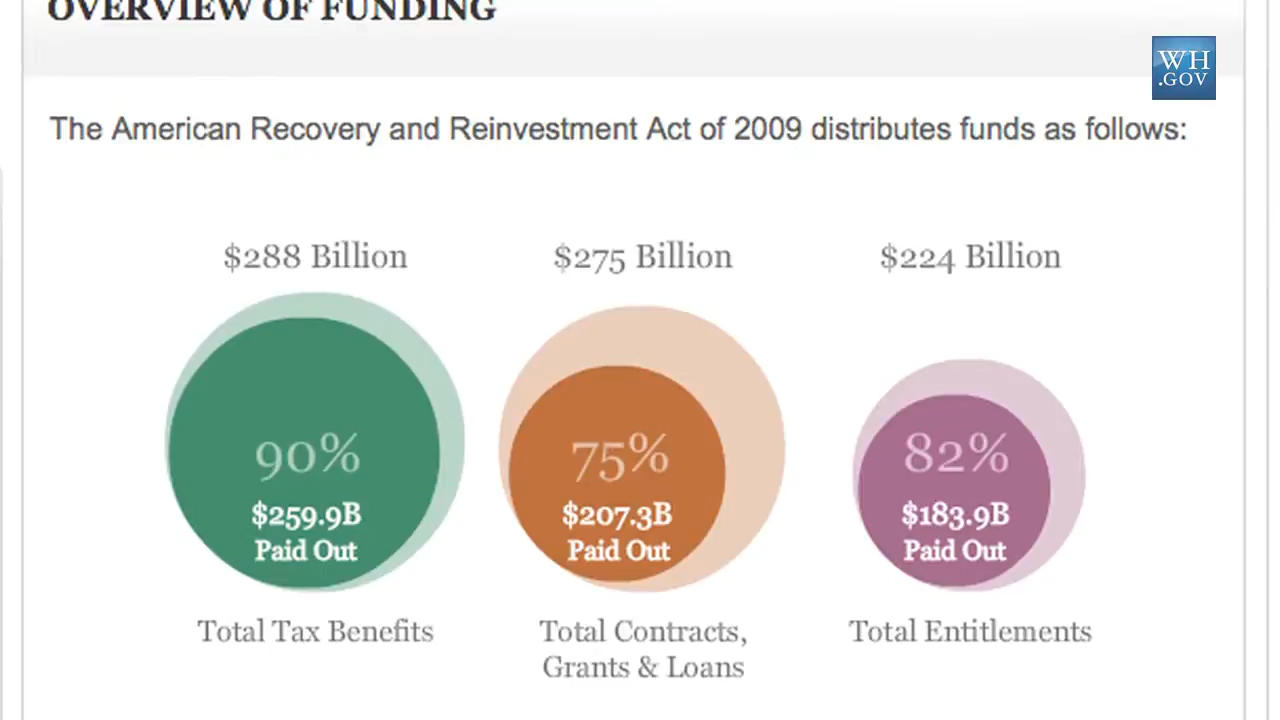 OVERVIEW OF FUNDING
WH
.GOV
The American Recovery and Reinvestment Act of 2009 distributes funds as follows:
$288 Billion
$275 Billion
$224 Billion
90%
$259.9B
Paid Out
75%
$207.3B
Paid Out
82%
$183.9B
Paid Out
Total Tax Benefits
Total Contracts,
Grants & Loans
Total Entitlements